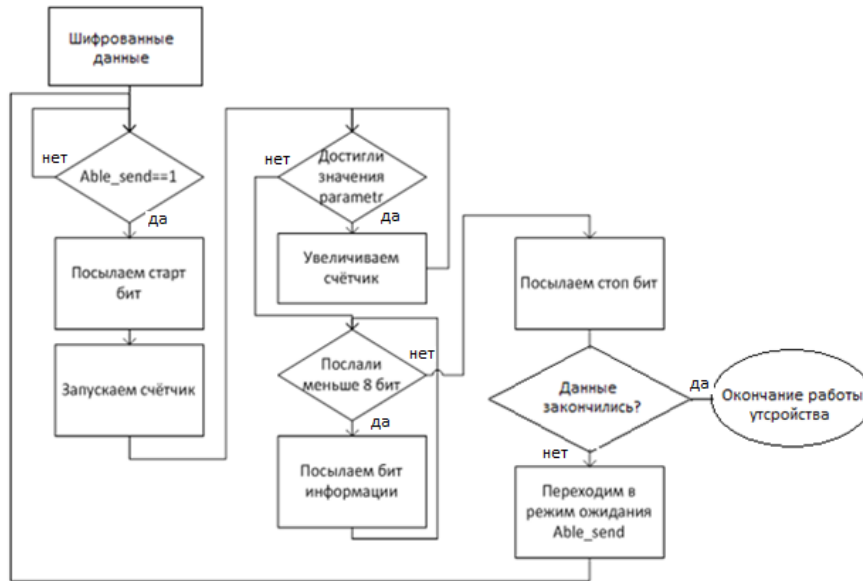 Шифрованные
данные
нет
Able_send==1
да
Посылаем старт
бит
Запускаем счётчик
нет
Достигли
значения
parametr
да
Увеличиваем
счётчик
Послали
меньше 8 бит
нет
да
Посылаем бит
информации
Посылаем стоп бит
Данные
закончились?
да
Окончание работы
утсройства
нет
Переходим в
режим ожидания
Able_send